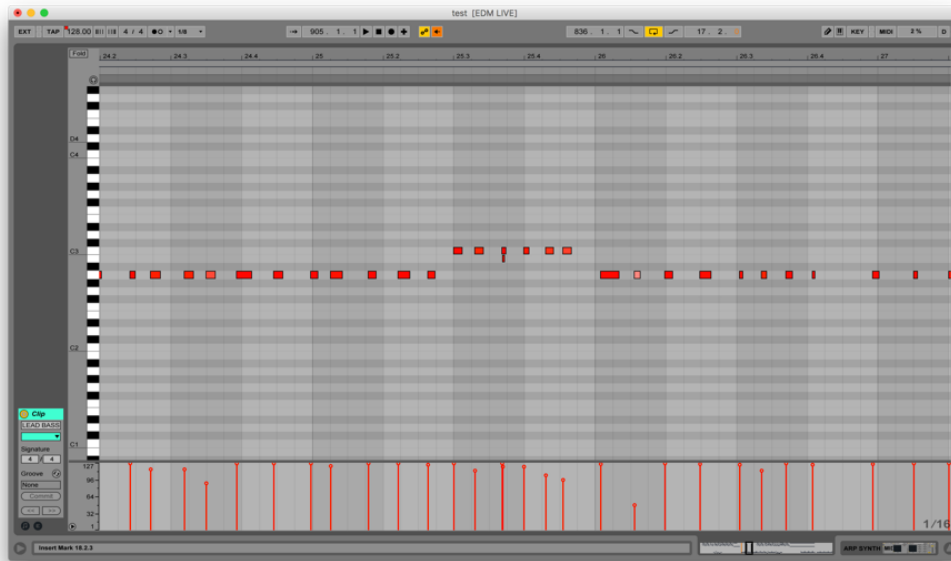 test [EDM LIVE]
EXT TAP 128.00 4 / 4 1/8 905. 1. 1 836. 1. 1 17. 2. KEY MIDI 2 % D
Fold 24.2 24.3 24.4 25 25.2 25.3 25.4 26 26.2 26.3 26.4 27
D4
C4
C3
C2
C1
Clip
LEAD BASS
Signature
4 / 4
Groove
None
Commit
<< >>
127
96
64
32
1
1/16
Insert Mark 18.2.3
ARP SYNTH